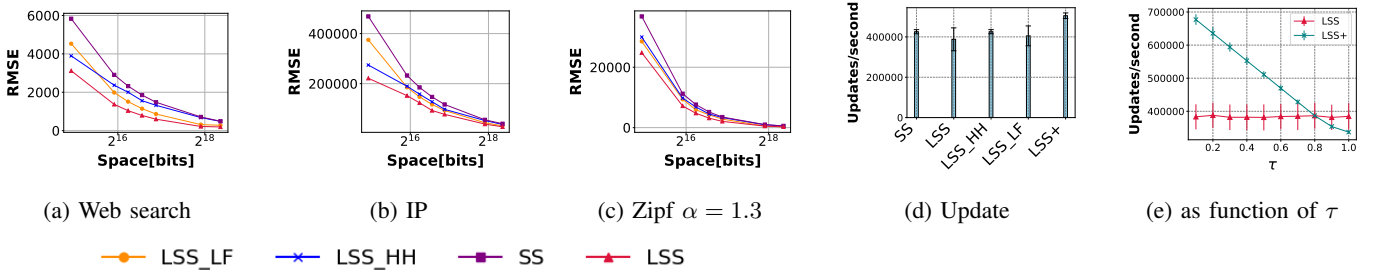 6000
4000
2000
0
RMSE
2^16
2^18
Space[bits]
(a) Web search
400000
200000
RMSE
2^16
2^18
Space[bits]
(b) IP
20000
0
RMSE
2^16
2^18
Space[bits]
(c) Zipf α = 1.3
400000
200000
0
Updates/second
SS
LSS
LSS_HH
LSS_LF
LSS+
(d) Update
700000
600000
500000
400000
Updates/second
LSS
LSS+
0.2
0.4
0.6
0.8
1.0
τ
(e) as function of τ
LSS_LF
LSS_HH
SS
LSS